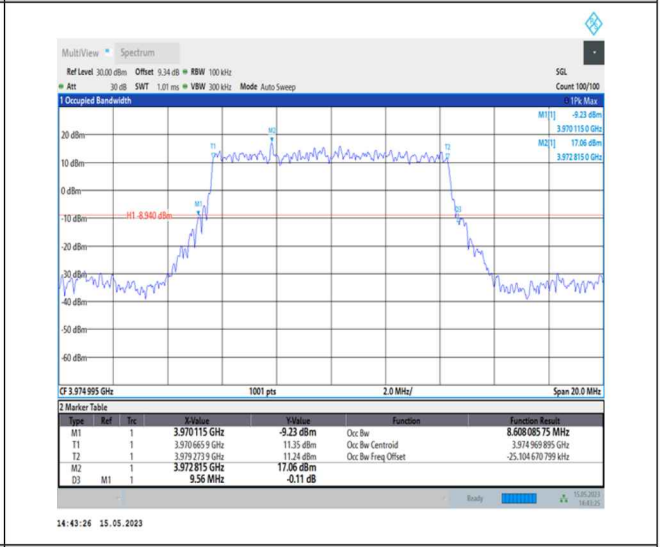 MultiView Spectrum
Ref Level 30.00 dBm Offset 9.34 dB RBW 100 kHz SGL
Att 30 dB SWT 1.01 ms VBW 300 kHz Mode Auto Sweep Count 100/100
1 Occupied Bandwidth 1Pk Max
M1[1] -9.23 dBm
3.970 115 0 GHz
M2[1] 17.06 dBm
3.972 815 0 GHz
20 dBm
M2
T1
T2
10 dBm
0 dBm
M1
D3
H1 -8.940 dBm
-10 dBm
-20 dBm
-30 dBm
-40 dBm
-50 dBm
-60 dBm
CF 3.974 995 GHz 1001 pts 2.0 MHz/ Span 20.0 MHz
2 Marker Table
Type Ref Trc X-Value Y-Value Function Function Result
M1 1 3.970 115 GHz -9.23 dBm Occ Bw 8.608 085 75 MHz
T1 1 3.970 665 9 GHz 11.35 dBm Occ Bw Centroid 3.974 969 895 GHz
T2 1 3.979 273 9 GHz 11.24 dBm Occ Bw Freq Offset -25.104 670 799 kHz
M2 1 3.972 815 GHz 17.06 dBm
D3 M1 1 9.56 MHz -0.11 dB
Ready 15.05.2023
14:43:25
14:43:26 15.05.2023